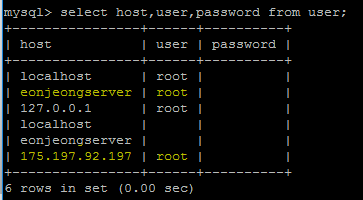 mysql> select host,user,password from user;
+----------------+------+----------+
| host           | user | password |
+----------------+------+----------+
| localhost      | root |          |
| eonjeongserver | root |          |
| 127.0.0.1      | root |          |
| localhost      |      |          |
| eonjeongserver |      |          |
| 175.197.92.197 | root |          |
+----------------+------+----------+
6 rows in set (0.00 sec)